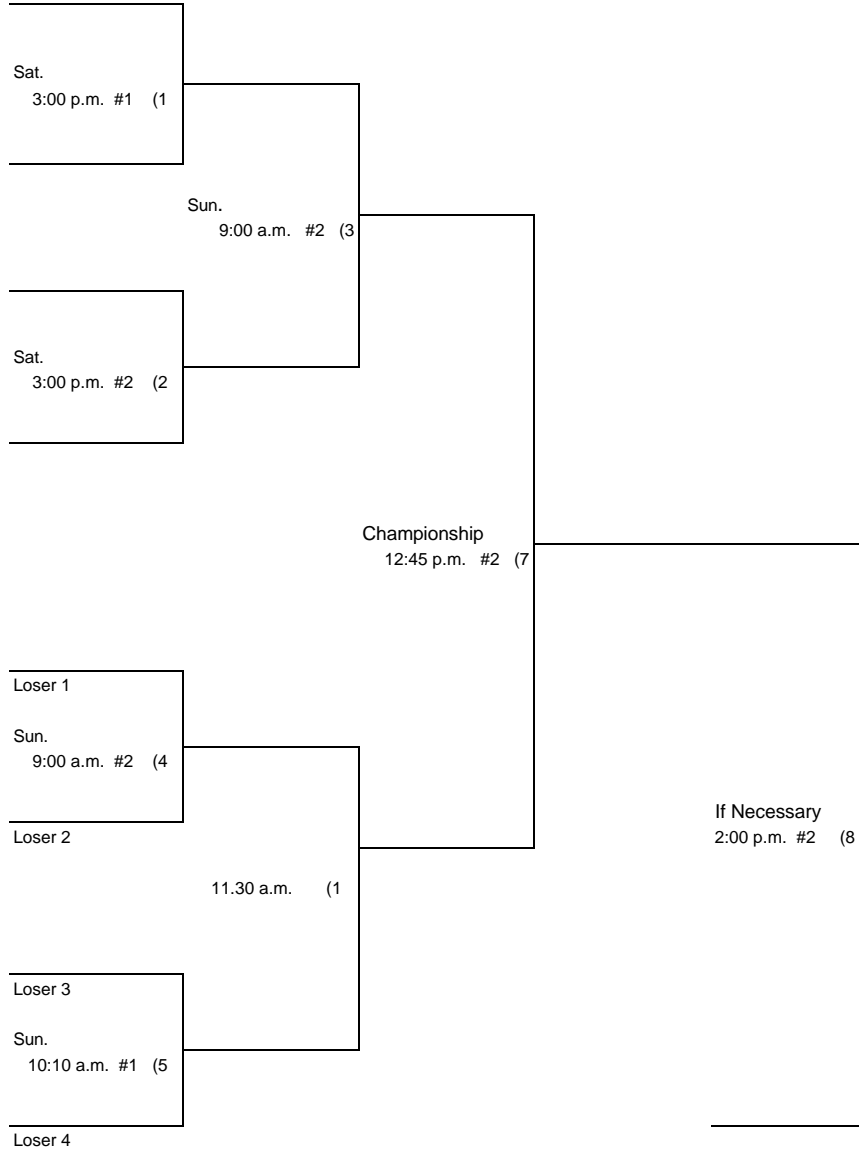 Sat.
3:00 p.m. #1 (1
Sun.
9:00 a.m. #2 (3
Sat.
3:00 p.m. #2 (2
Championship
12:45 p.m. #2 (7
Loser 1
Sun.
9:00 a.m. #2 (4
Loser 2
If Necessary
2:00 p.m. #2 (8
11.30 a.m. (1
Loser 3
Sun.
10:10 a.m. #1 (5
Loser 4